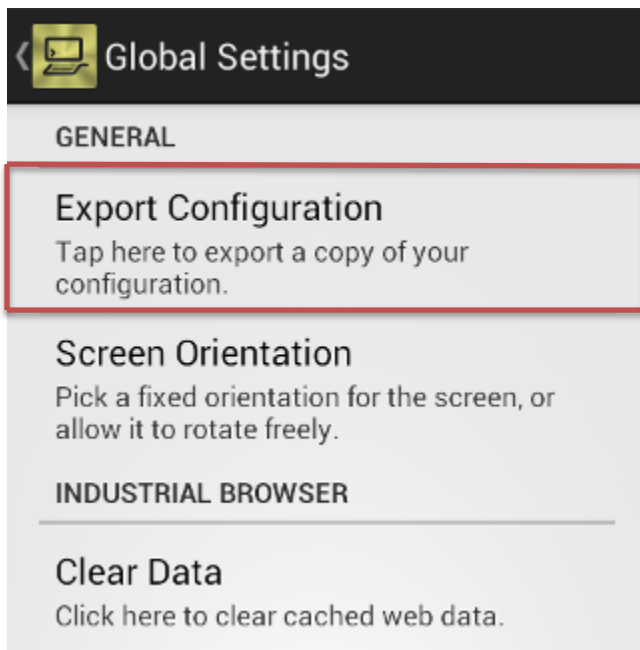 Global Settings
GENERAL
Export Configuration
Tap here to export a copy of your
configuration.
Screen Orientation
Pick a fixed orientation for the screen, or
allow it to rotate freely.
INDUSTRIAL BROWSER
Clear Data
Click here to clear cached web data.